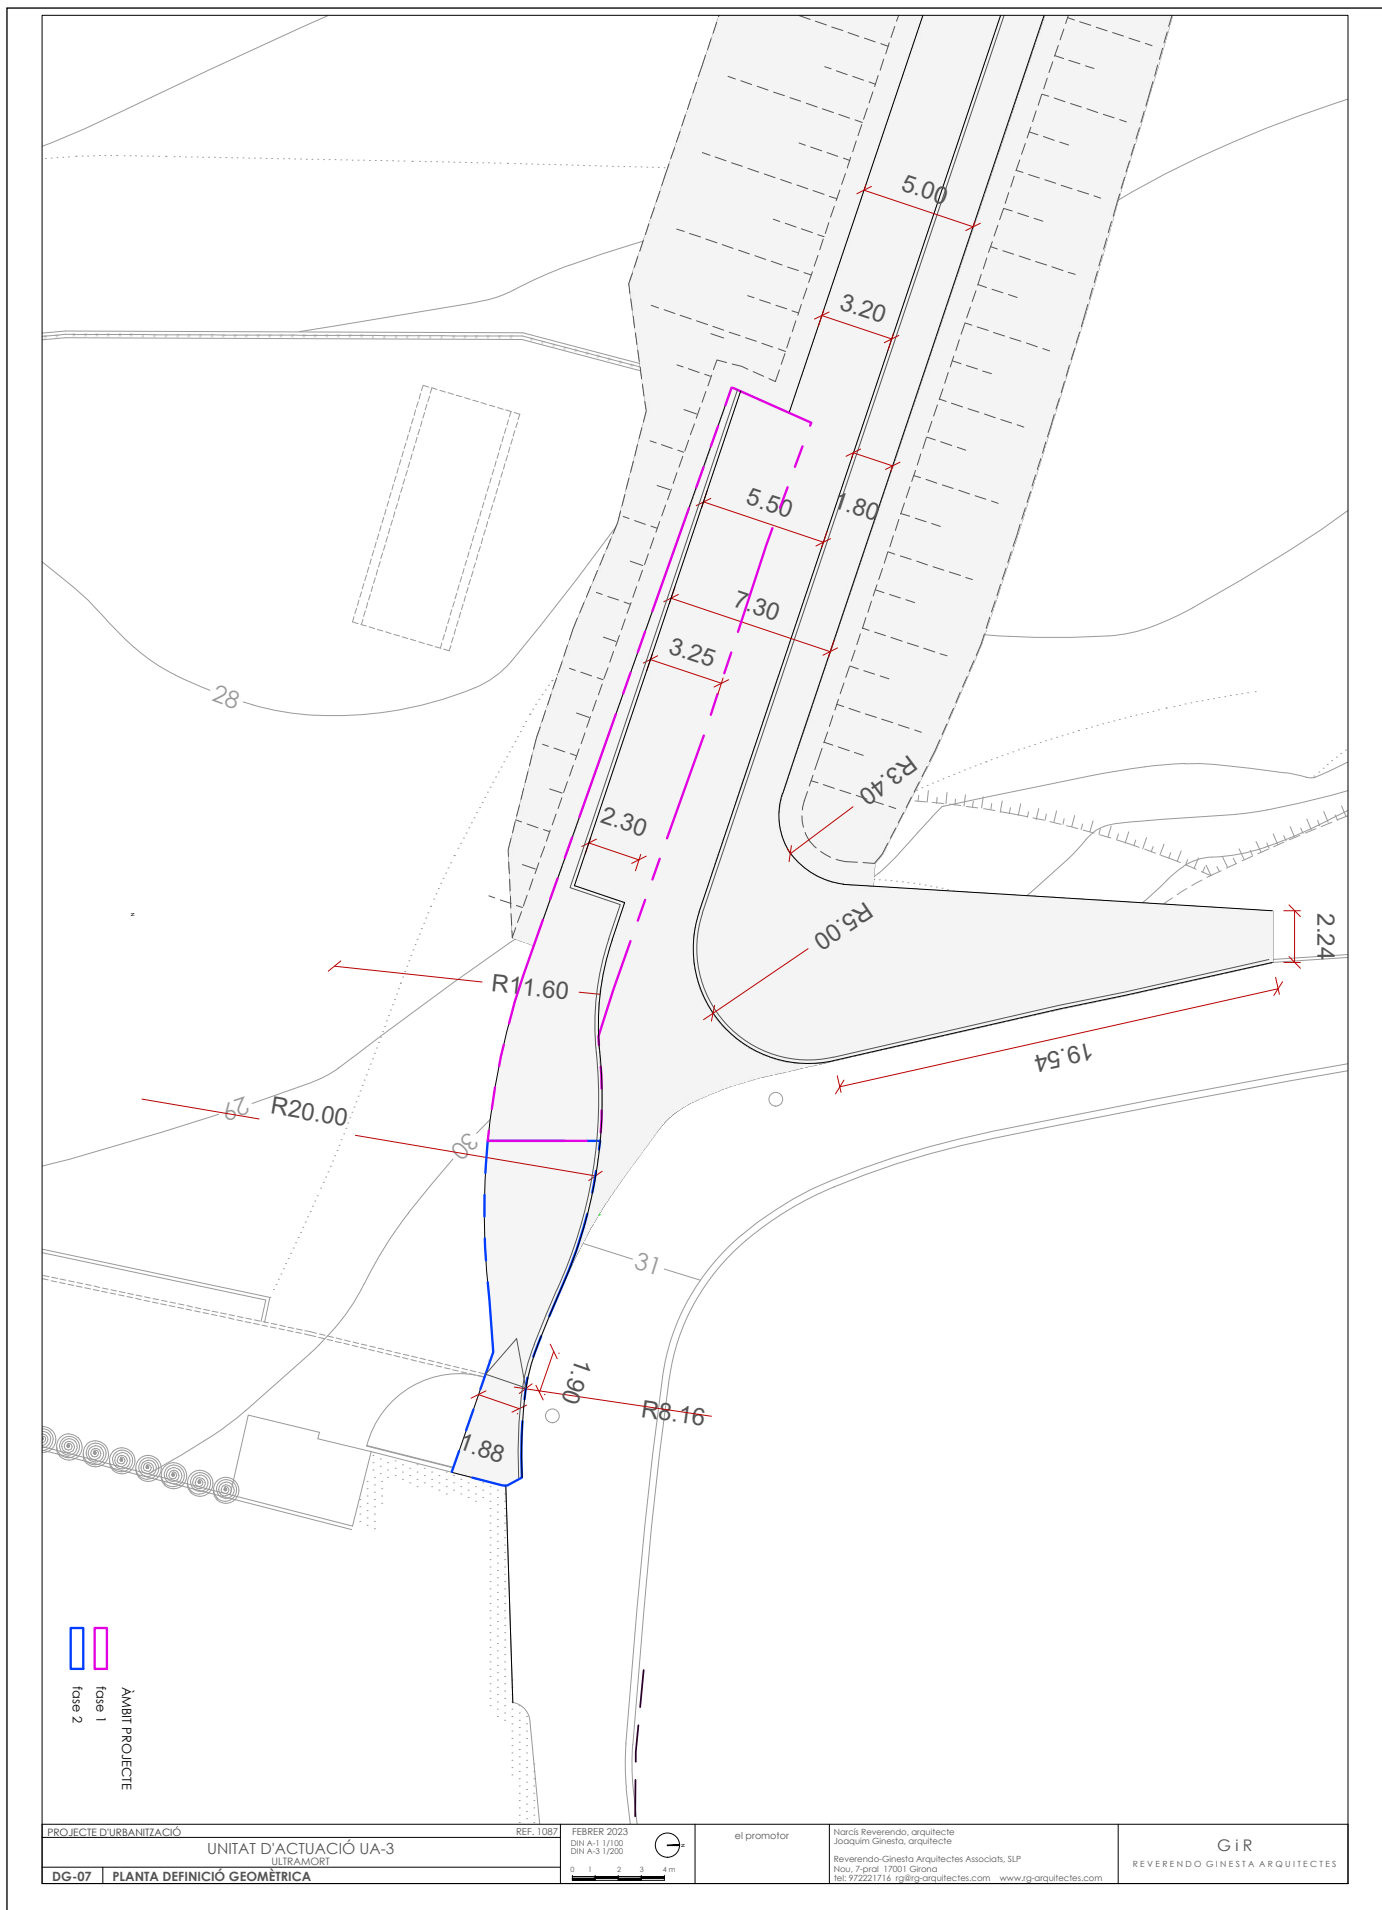 5.00
3.20
5.50
1.80
7.30
3.25
28
R3.40
2.30
R5.00
2.24
R11.60
19.54
29
R20.00
30
31
1.90
R8.16
1.88
ÀMBIT PROJECTE
fase 1
fase 2
PROJECTE D'URBANITZACIÓ
REF. 1087
UNITAT D'ACTUACIÓ UA-3
ULTRAMORT
DG-07
PLANTA DEFINICIÓ GEOMÈTRICA
FEBRER 2023
DIN A-1 1/100
DIN A-3 1/200
N
0 1 2 3 4 m
el promotor
Narcís Reverendo, arquitecte
Joaquim Ginesta, arquitecte
Reverendo-Ginesta Arquitectes Associats, SLP
Nou, 7-pral 17001 Girona
tel: 972221716 rg@rg-arquitectes.com www.rg-arquitectes.com
GiR
REVERENDO GINESTA ARQUITECTES